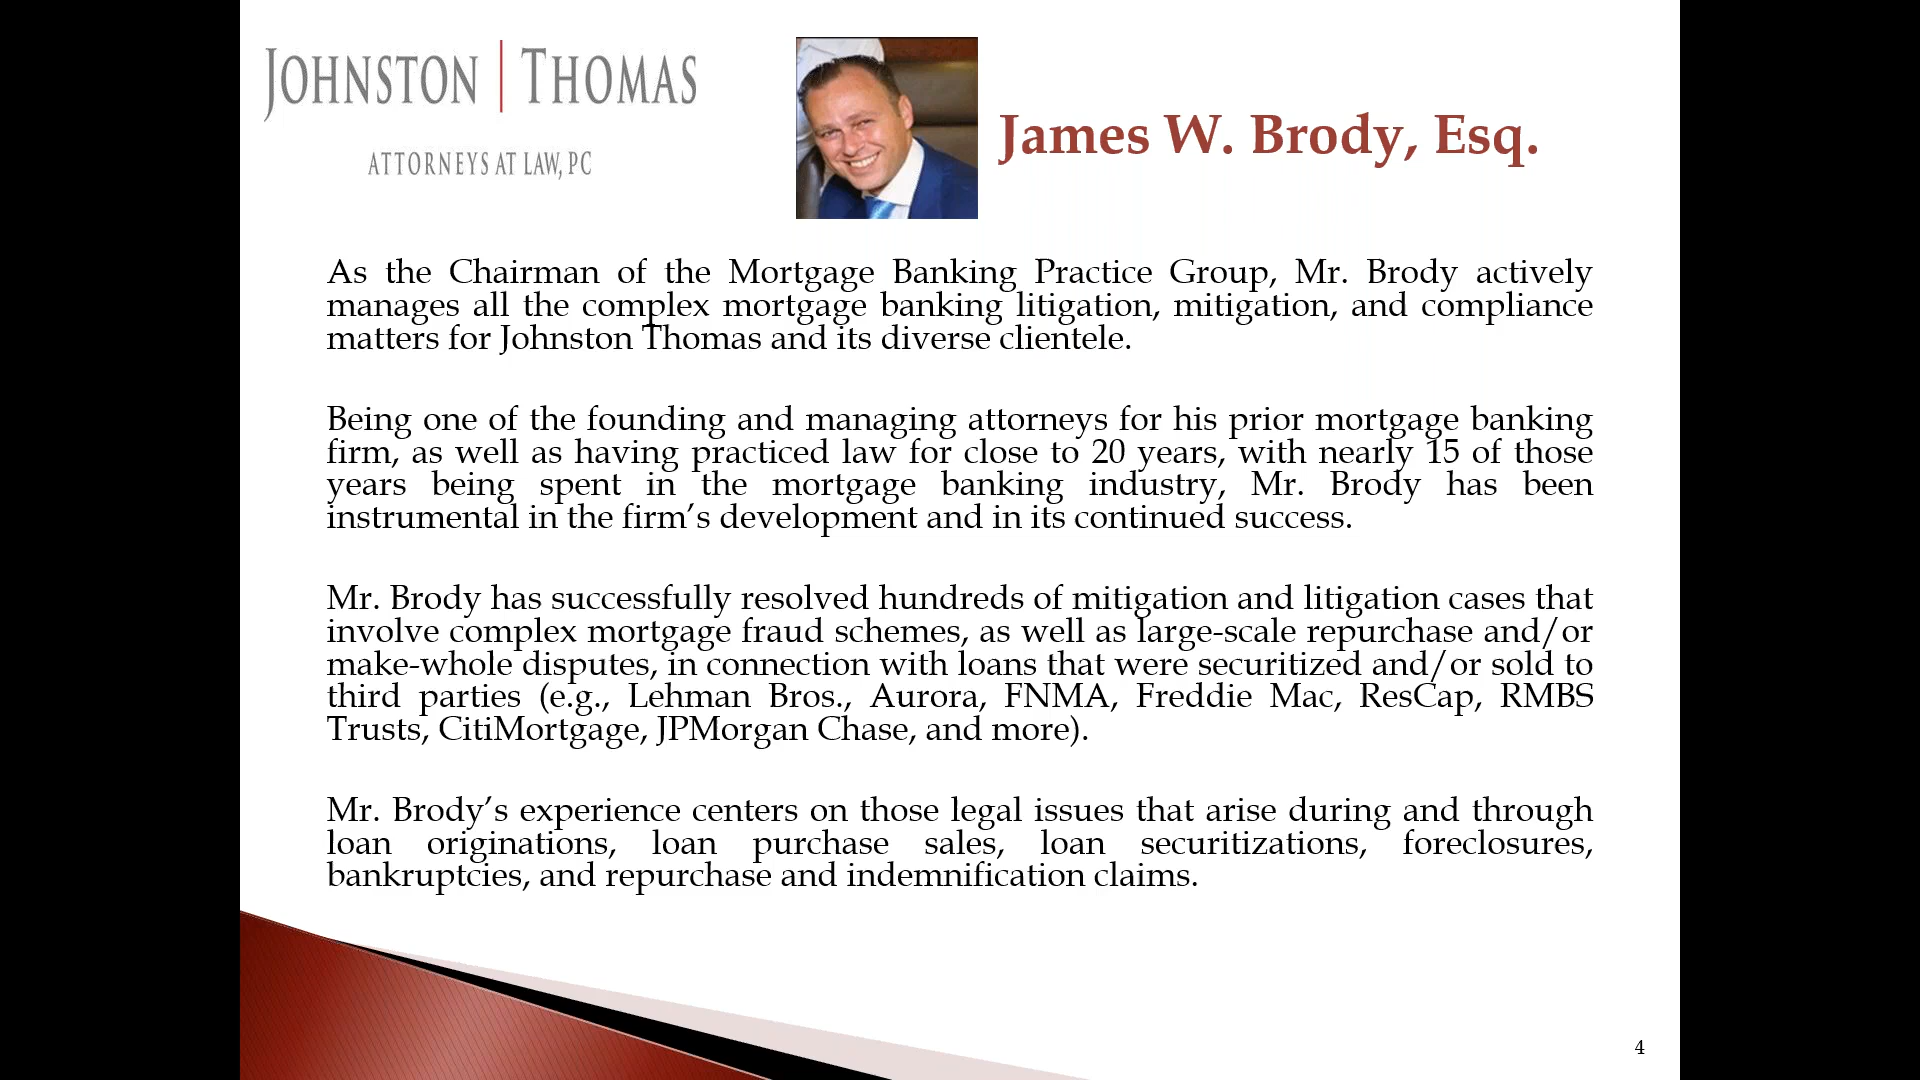 JOHNSTON | THOMAS
ATTORNEYS AT LAW, PC
James W. Brody, Esq.
As the Chairman of the Mortgage Banking Practice Group, Mr. Brody actively
manages all the complex mortgage banking litigation, mitigation, and compliance
matters for Johnston Thomas and its diverse clientele.
Being one of the founding and managing attorneys for his prior mortgage banking
firm, as well as having practiced law for close to 20 years, with nearly 15 of those
years being spent in the mortgage banking industry, Mr. Brody has been
instrumental in the firm’s development and in its continued success.
Mr. Brody has successfully resolved hundreds of mitigation and litigation cases that
involve complex mortgage fraud schemes, as well as large-scale repurchase and/or
make-whole disputes, in connection with loans that were securitized and/or sold to
third parties (e.g., Lehman Bros., Aurora, FNMA, Freddie Mac, ResCap, RMBS
Trusts, CitiMortgage, JPMorgan Chase, and more).
Mr. Brody’s experience centers on those legal issues that arise during and through
loan originations, loan purchase sales, loan securitizations, foreclosures,
bankruptcies, and repurchase and indemnification claims.
4